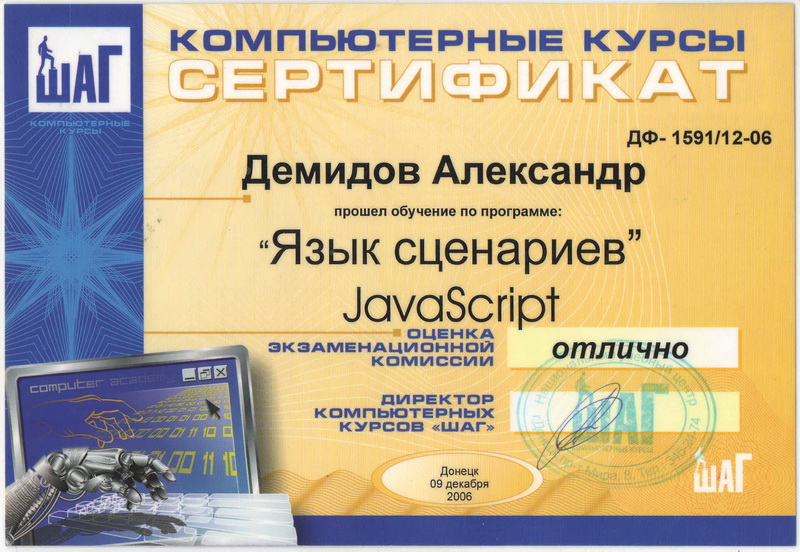 ШАГ
КОМПЬЮТЕРНЫЕ
КУРСЫ
КОМПЬЮТЕРНЫЕ КУРСЫ
СЕРТИФИКАТ
ДФ- 1591/12-06
Демидов Александр
прошел обучение по программе:
“Язык сценариев”
JavaScript
ОЦЕНКА
ЭКЗАМЕНАЦИОННОЙ
КОМИССИИ
отлично
ДИРЕКТОР
КОМПЬЮТЕРНЫХ
КУРСОВ «ШАГ»
ШАГ
computer
Донецк
09 декабря
2006
ШАГ